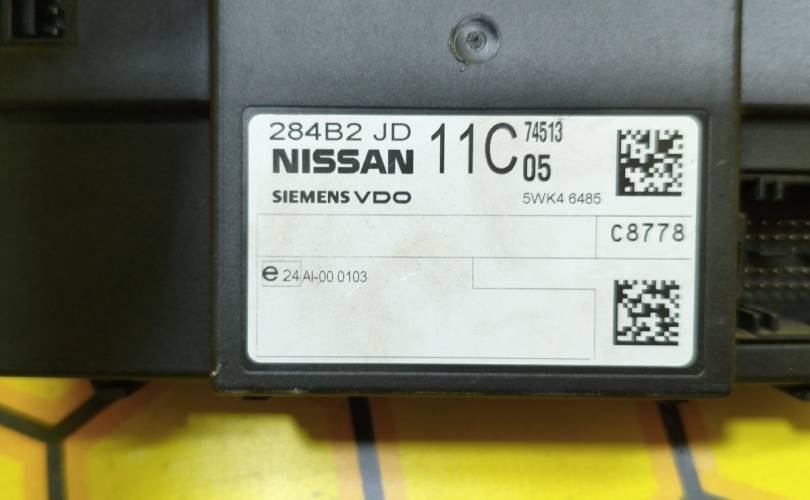 284B2 JD 11C 74513
NISSAN 05
SIEMENS VDO 5WK4 6485
C8778
e 24 AI-00 0103